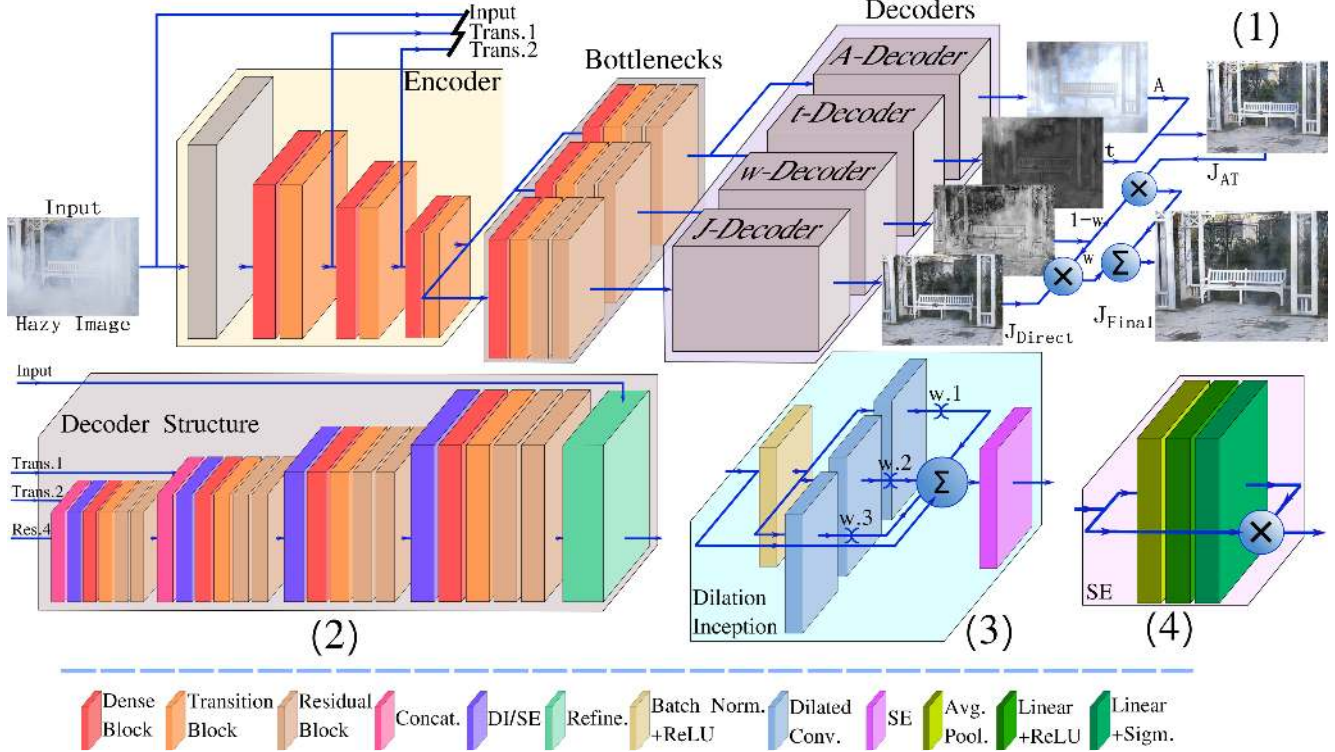 Input
Trans.1
Trans.2
Encoder
Bottlenecks
Decoders
(1)
A-Decoder
t-Decoder
w-Decoder
J-Decoder
A
t
J_AT
1-w
w
J_Direct
J_Final
Input
Hazy Image
Input
Decoder Structure
Trans.1
Trans.2
Res.4
(2)
w.1
w.2
w.3
Σ
Σ
Dilation
Inception
(3)
SE
(4)
Dense
Block
Transition
Block
Residual
Block
Concat.
DI/SE
Refine.
Batch Norm.
+ReLU
Dilated
Conv.
SE
Avg.
Pool.
Linear
+ReLU
Linear
+Sigm.